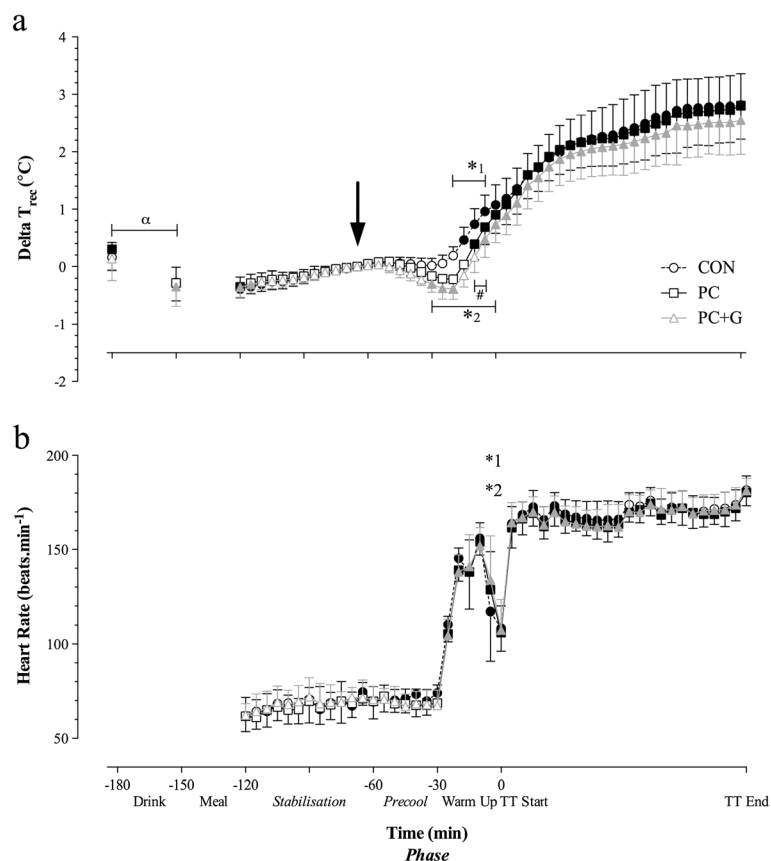 a
4
3
2
1
0
-1
-2
Delta Trec (°C)
α
*1
#
*2
CON
PC
PC+G
b
200
150
100
50
Heart Rate (beats.min-1)
*1
*2
-180 -150 -120 -90 -60 -30 0
Drink Meal Stabilisation Precool Warm Up TT Start TT End
Time (min)
Phase